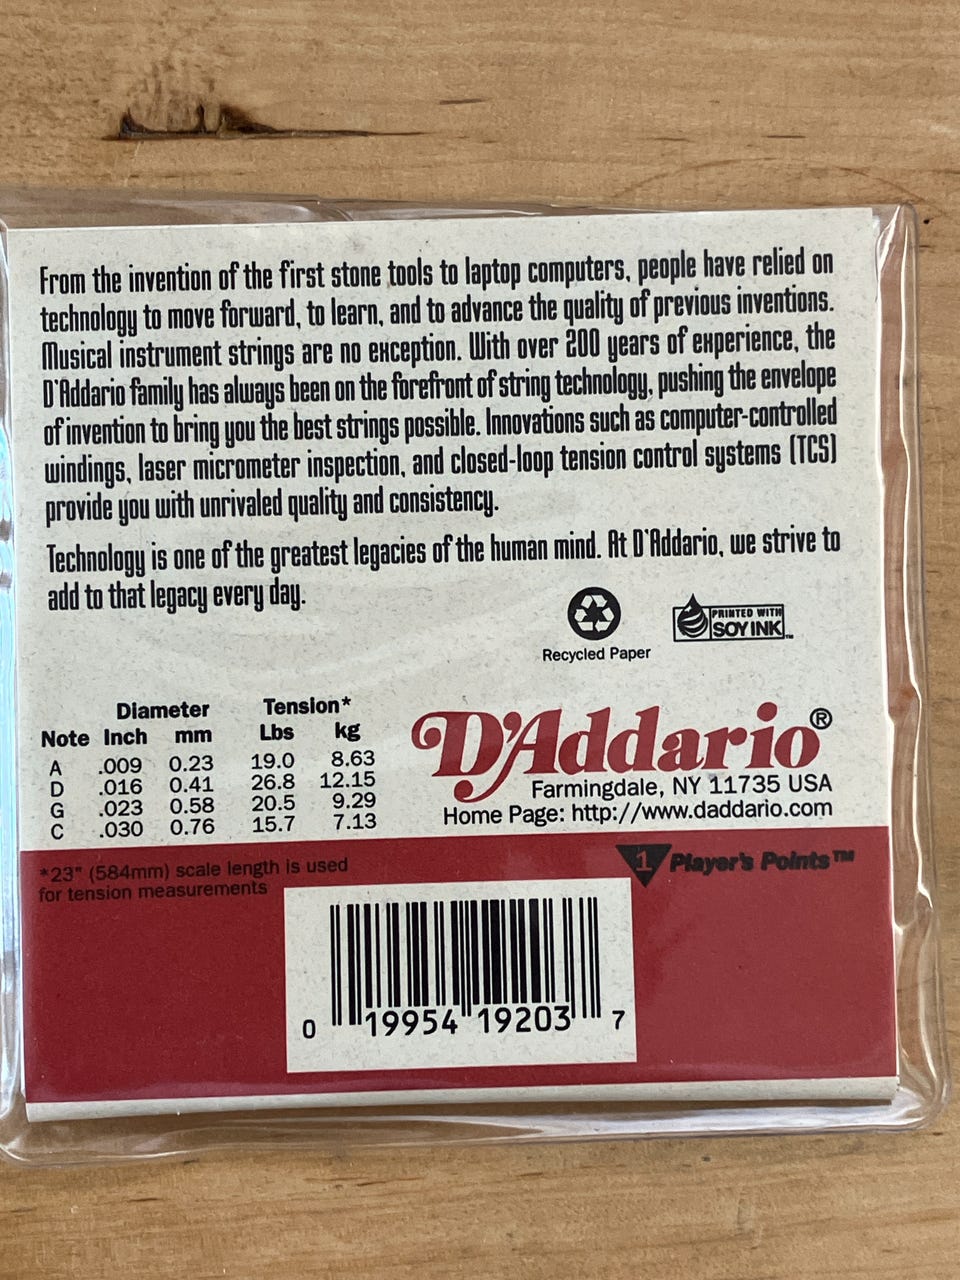 From the invention of the first stone tools to laptop computers, people have relied on
technology to move forward, to learn, and to advance the quality of previous inventions.
Musical instrument strings are no exception. With over 200 years of experience, the
D'Addario family has always been on the forefront of string technology, pushing the envelope
of invention to bring you the best strings possible. Innovations such as computer-controlled
windings, laser micrometer inspection, and closed-loop tension control systems (TCS)
provide you with unrivaled quality and consistency.
Technology is one of the greatest legacies of the human mind. At D'Addario, we strive to
add to that legacy every day.
Recycled Paper
PRINTED WITH
SOY INK™
Diameter Tension*
Note Inch mm Lbs kg
A .009 0.23 19.0 8.63
D .016 0.41 26.8 12.15
G .023 0.58 20.5 9.29
C .030 0.76 15.7 7.13
D'Addario®
Farmingdale, NY 11735 USA
Home Page: http://www.daddario.com
*23" (584mm) scale length is used
for tension measurements
1 Player's Points™
0 19954 19203 7